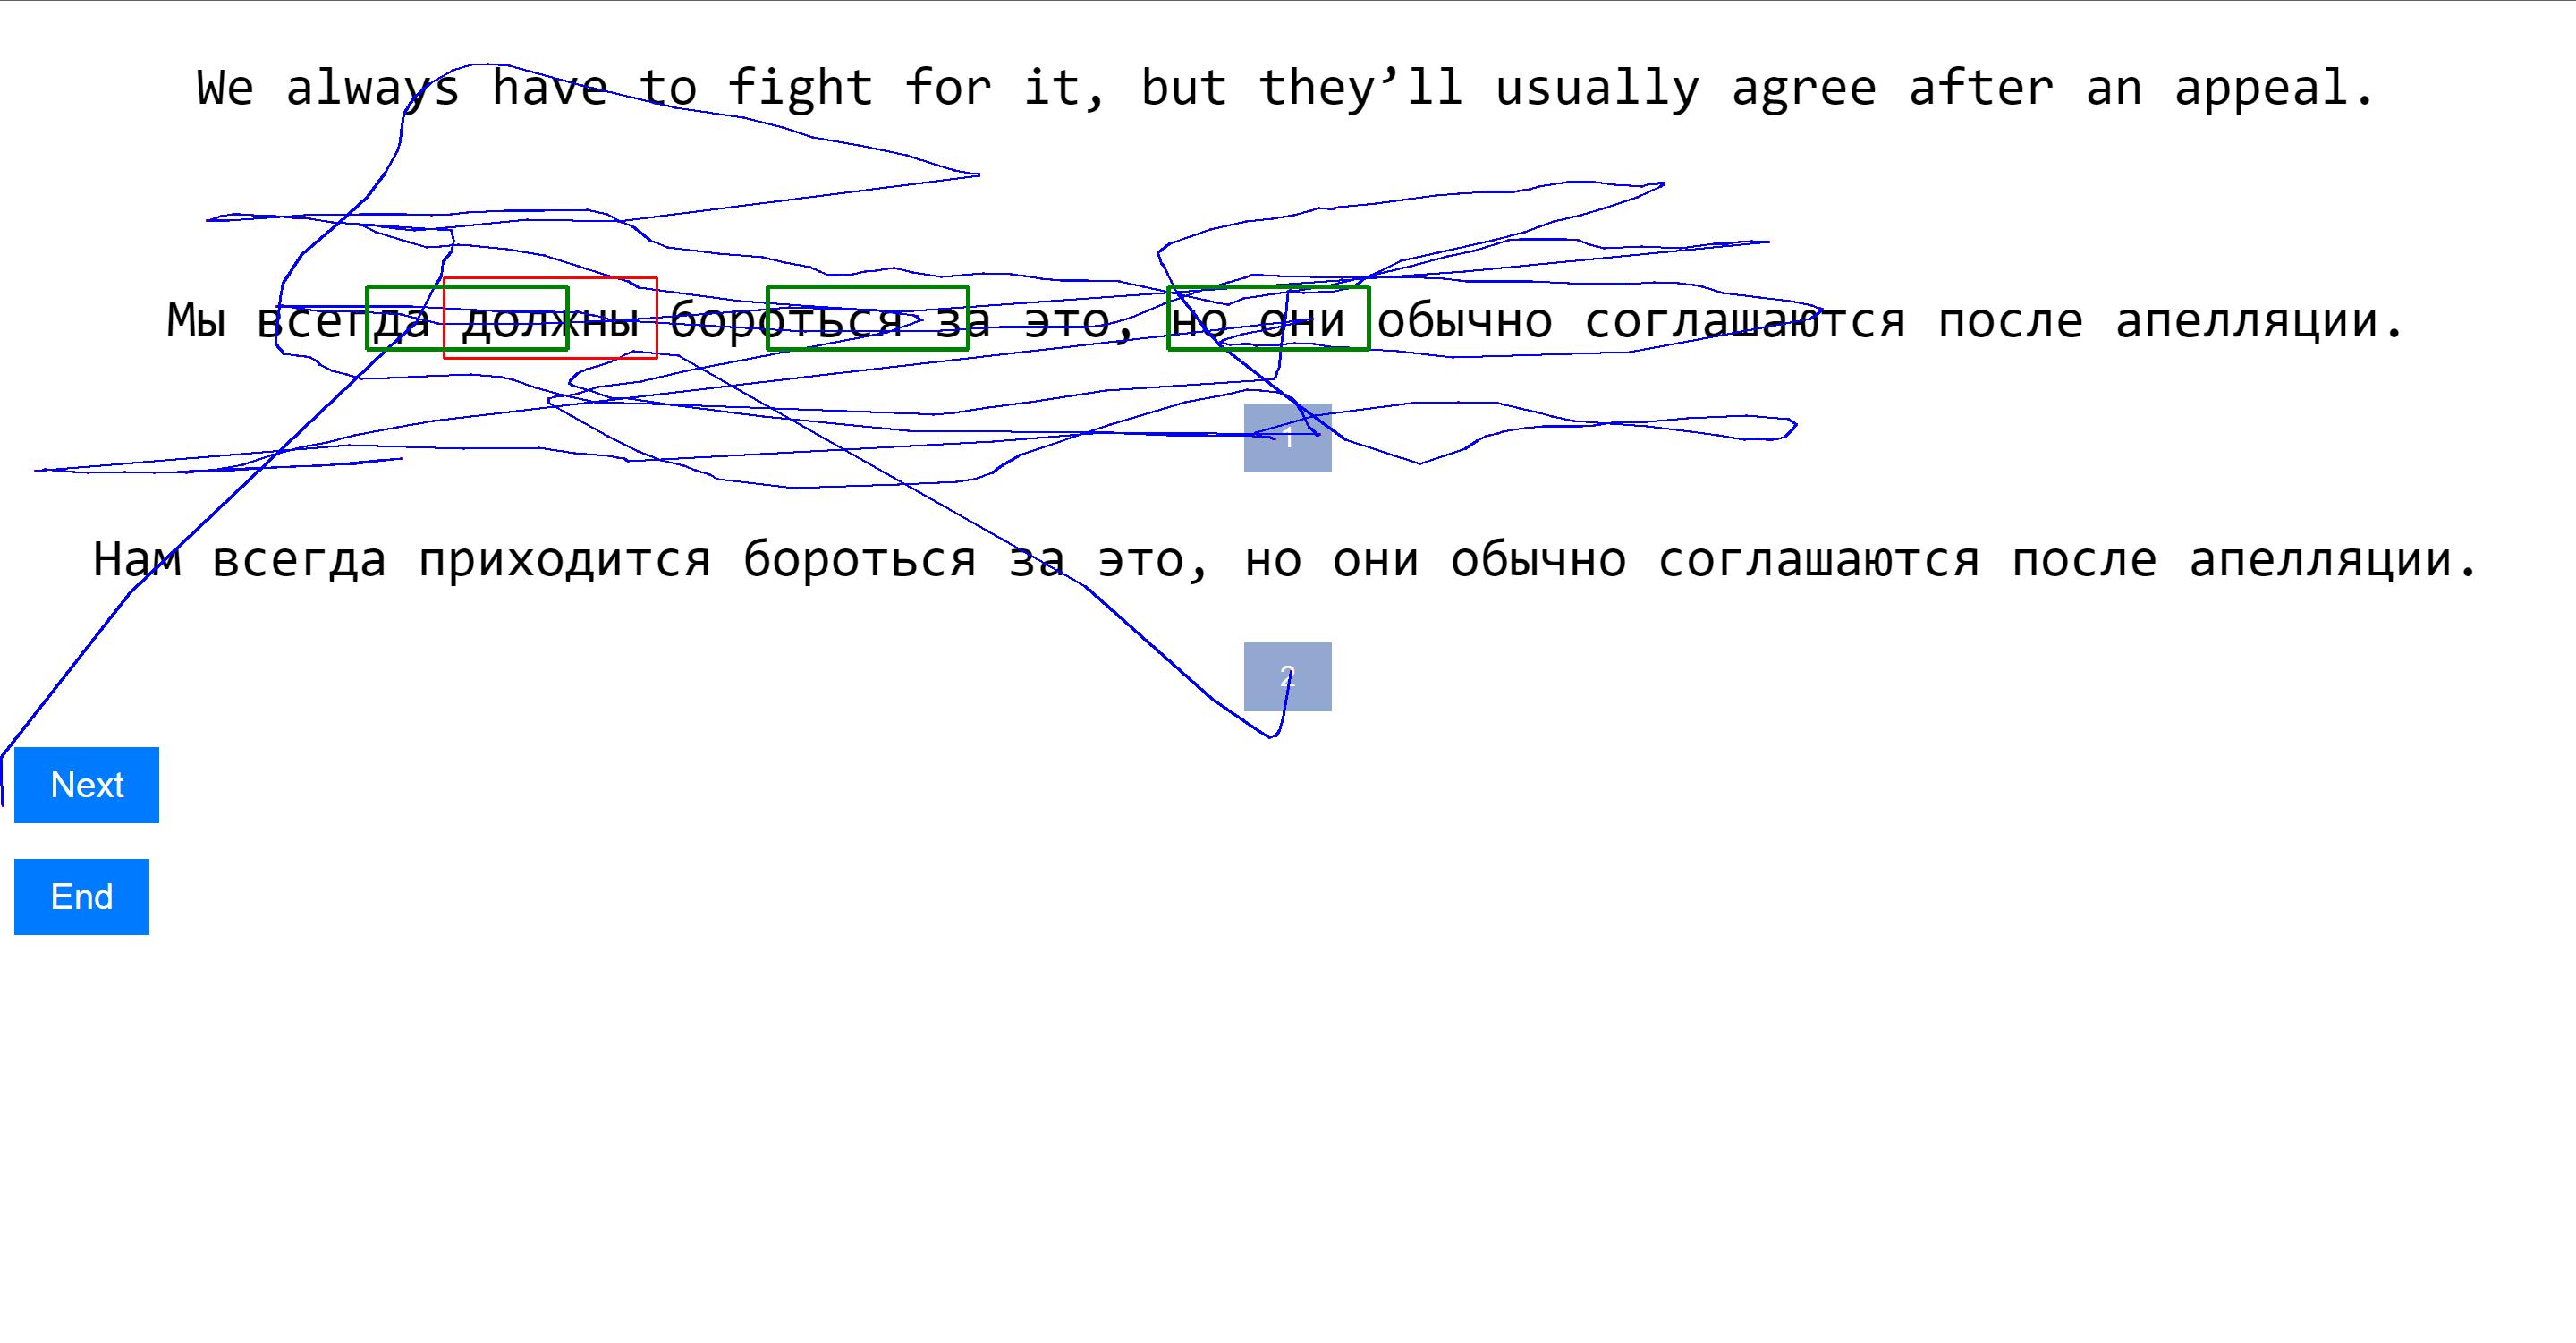 We always have to fight for it, but they’ll usually agree after an appeal.
Мы всегда должны бороться за это, но они обычно соглашаются после апелляции.
1
Нам всегда приходится бороться за это, но они обычно соглашаются после апелляции.
2
Next
End